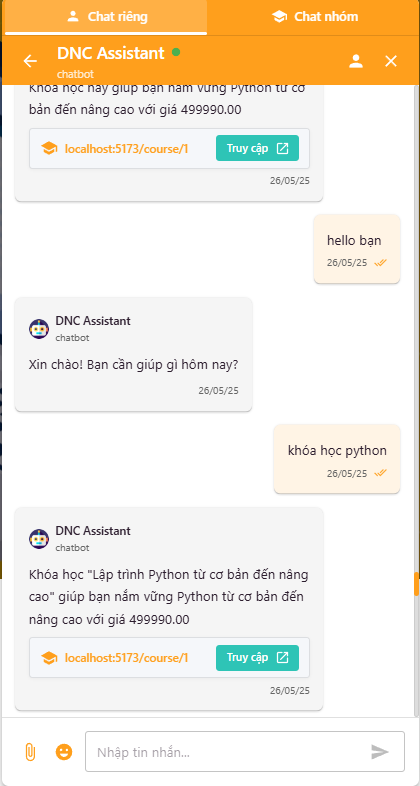 Chat riêng
Chat nhóm
DNC Assistant
chatbot
Khóa học này giúp bạn nắm vững Python từ cơ
bản đến nâng cao với giá 499990.00
localhost:5173/course/1
Truy cập
26/05/25
hello bạn
26/05/25
DNC Assistant
chatbot
Xin chào! Bạn cần giúp gì hôm nay?
26/05/25
khóa học python
26/05/25
DNC Assistant
chatbot
Khóa học "Lập trình Python từ cơ bản đến nâng
cao" giúp bạn nắm vững Python từ cơ bản đến
nâng cao với giá 499990.00
localhost:5173/course/1
Truy cập
26/05/25
Nhập tin nhắn...